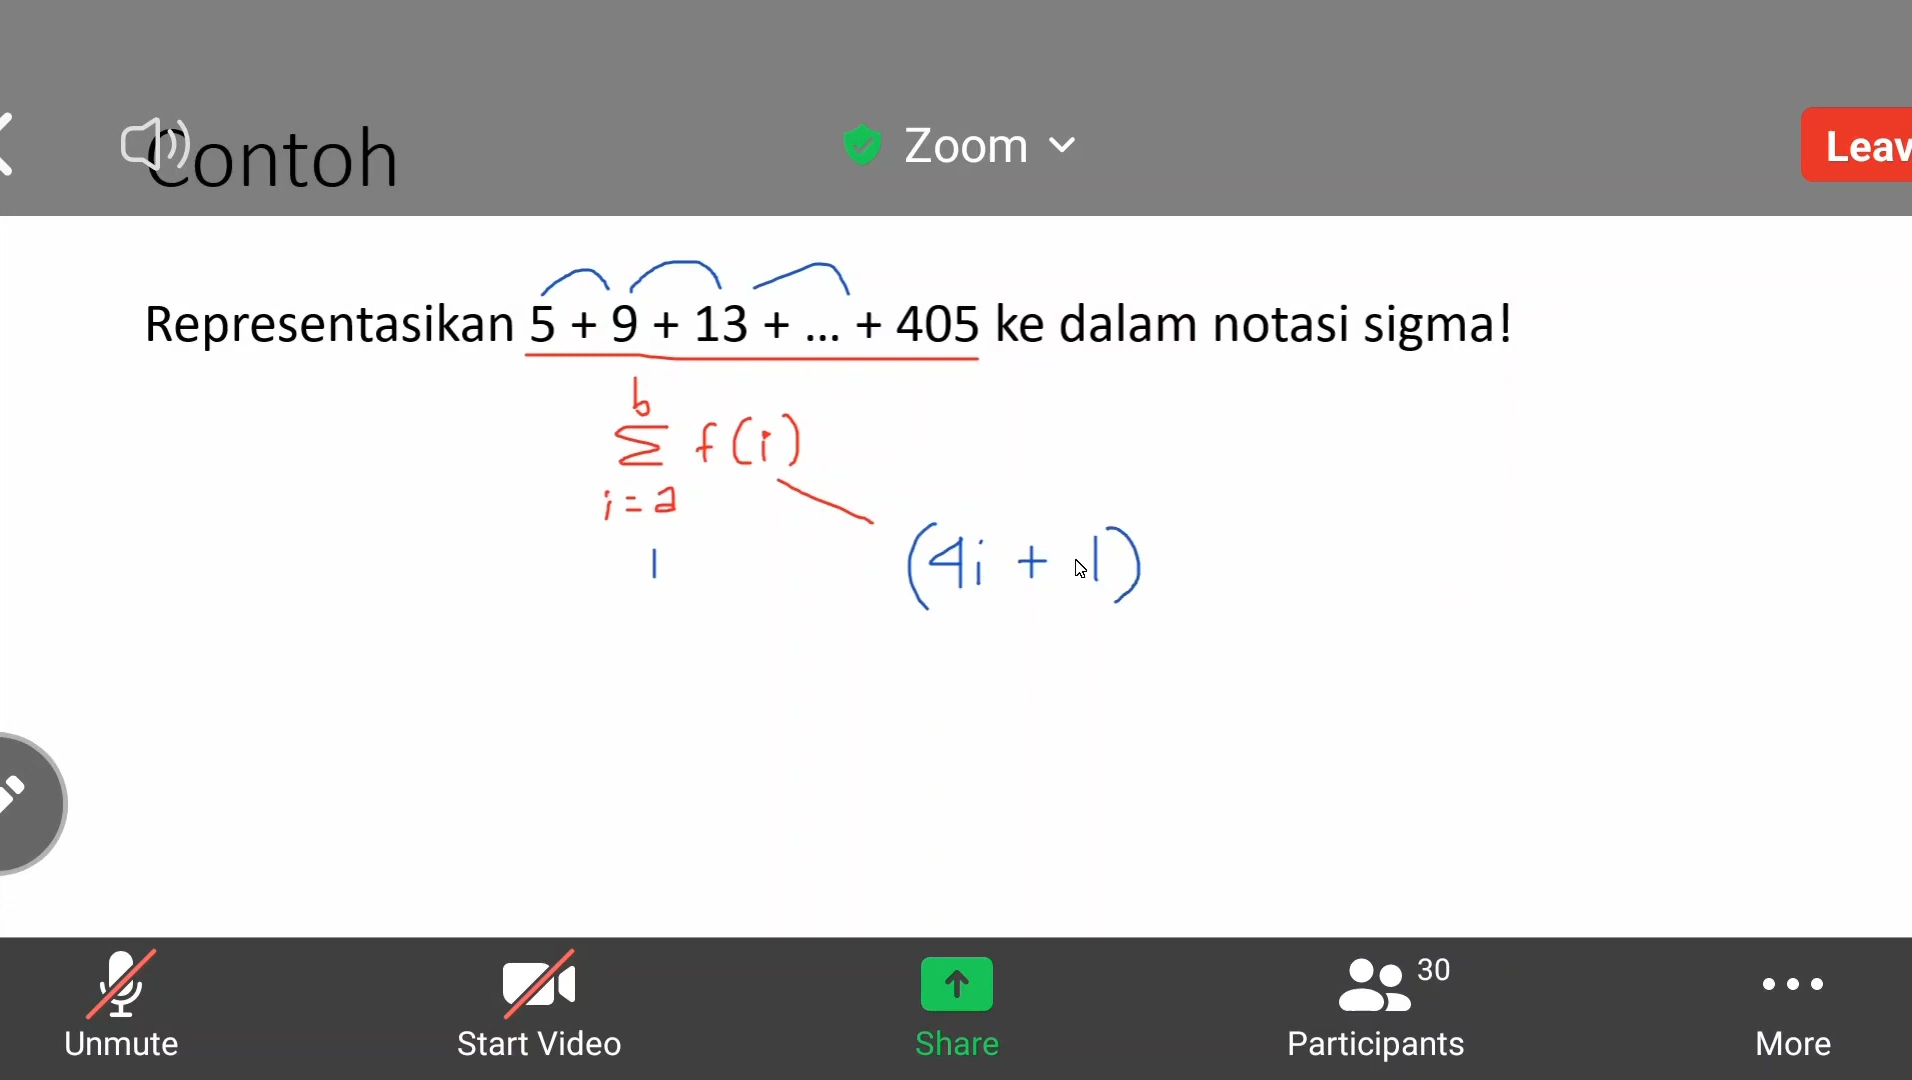 Contoh
Zoom
Leav
Representasikan 5 + 9 + 13 + ... + 405 ke dalam notasi sigma!
b
Σ f(i)
i = a
1
(4i + 1)
30
Unmute
Start Video
Share
Participants
More